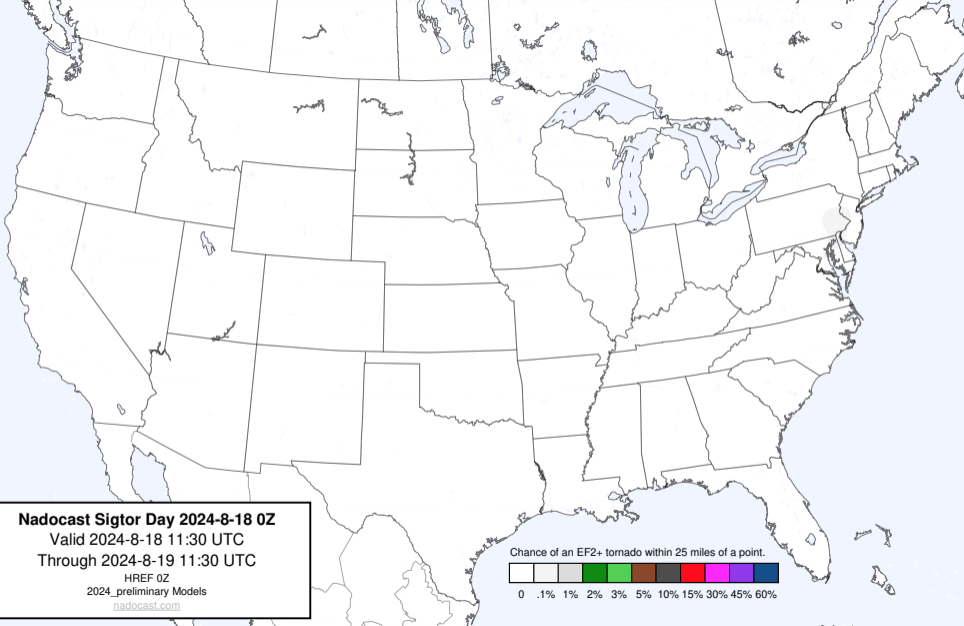 Nadocast Sigtor Day 2024-8-18 0Z
Valid 2024-8-18 11:30 UTC
Through 2024-8-19 11:30 UTC
HREF 0Z
2024_preliminary Models
nadocast.com
Chance of an EF2+ tornado within 25 miles of a point.
0 .1% 1% 2% 3% 5% 10% 15% 30% 45% 60%